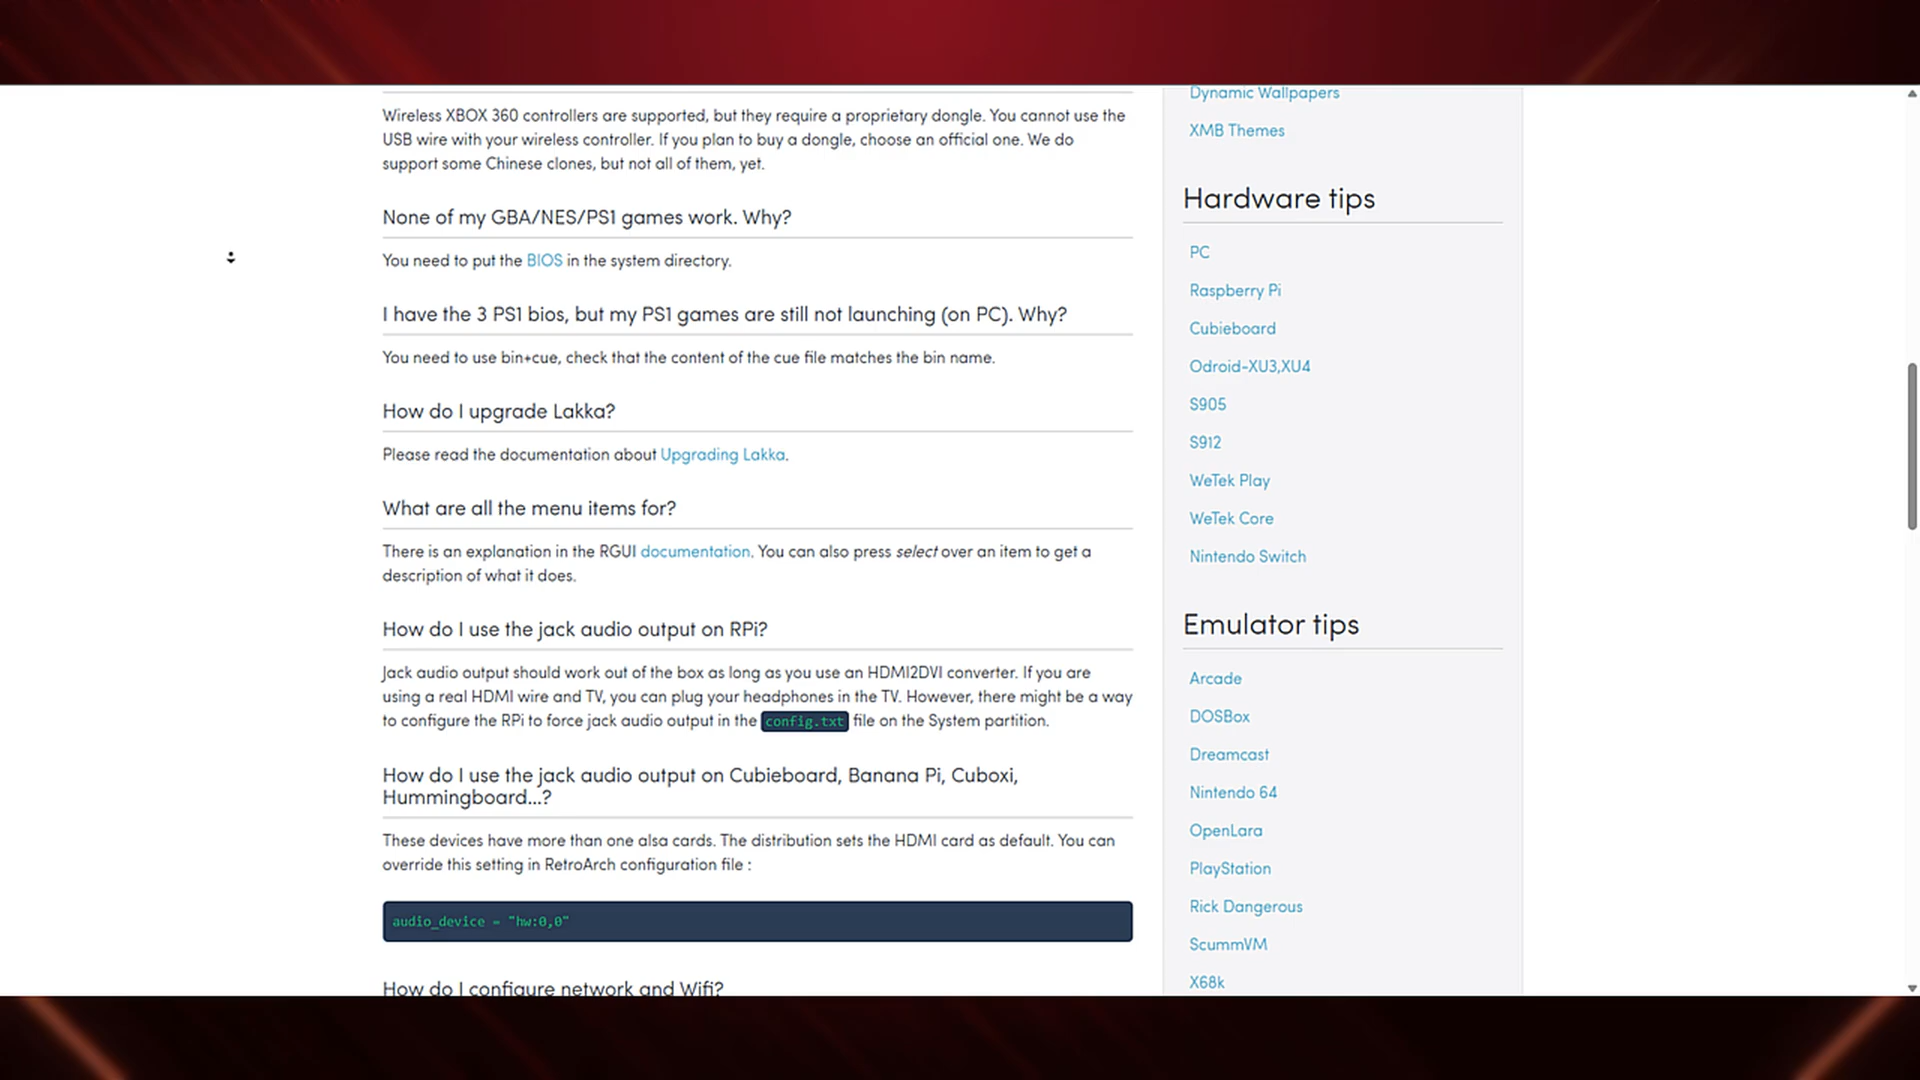 Wireless XBOX 360 controllers are supported, but they require a proprietary dongle. You cannot use the
USB wire with your wireless controller. If you plan to buy a dongle, choose an official one. We do
support some Chinese clones, but not all of them, yet.
None of my GBA/NES/PS1 games work. Why?
You need to put the BIOS in the system directory.
I have the 3 PS1 bios, but my PS1 games are still not launching (on PC). Why?
You need to use bin+cue, check that the content of the cue file matches the bin name.
How do I upgrade Lakka?
Please read the documentation about Upgrading Lakka.
What are all the menu items for?
There is an explanation in the RGUI documentation. You can also press select over an item to get a
description of what it does.
How do I use the jack audio output on RPi?
Jack audio output should work out of the box as long as you use an HDMI2DVI converter. If you are
using a real HDMI wire and TV, you can plug your headphones in the TV. However, there might be a way
to configure the RPi to force jack audio output in the config.txt file on the System partition.
How do I use the jack audio output on Cubieboard, Banana Pi, Cuboxi,
Hummingboard...?
These devices have more than one alsa cards. The distribution sets the HDMI card as default. You can
override this setting in RetroArch configuration file :
audio_device = "hw:0,0"
How do I configure network and Wifi?
Dynamic Wallpapers
XMB Themes
Hardware tips
PC
Raspberry Pi
Cubieboard
Odroid-XU3,XU4
S905
S912
WeTek Play
WeTek Core
Nintendo Switch
Emulator tips
Arcade
DOSBox
Dreamcast
Nintendo 64
OpenLara
PlayStation
Rick Dangerous
ScummVM
X68k